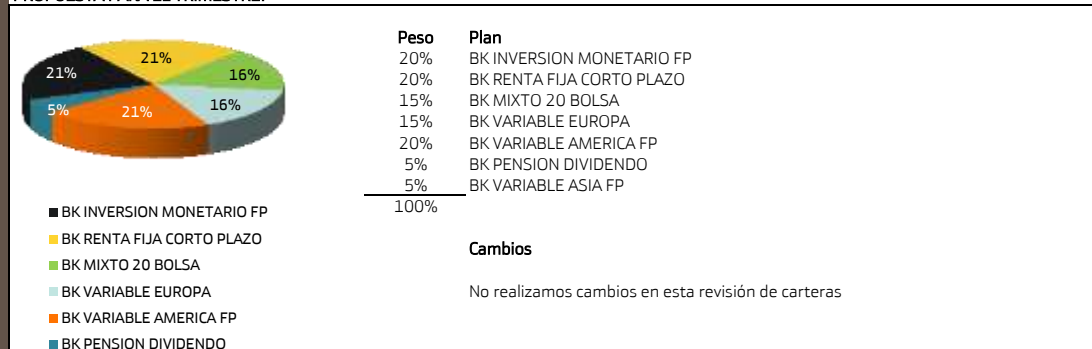 21%
21%
16%
5%
21%
16%
BK INVERSION MONETARIO FP
BK RENTA FIJA CORTO PLAZO
BK MIXTO 20 BOLSA
BK VARIABLE EUROPA
BK VARIABLE AMERICA FP
BK PENSION DIVIDENDO
Peso Plan
20% BK INVERSION MONETARIO FP
20% BK RENTA FIJA CORTO PLAZO
15% BK MIXTO 20 BOLSA
15% BK VARIABLE EUROPA
20% BK VARIABLE AMERICA FP
5% BK PENSION DIVIDENDO
5% BK VARIABLE ASIA FP
100%
Cambios
No realizamos cambios en esta revisión de carteras